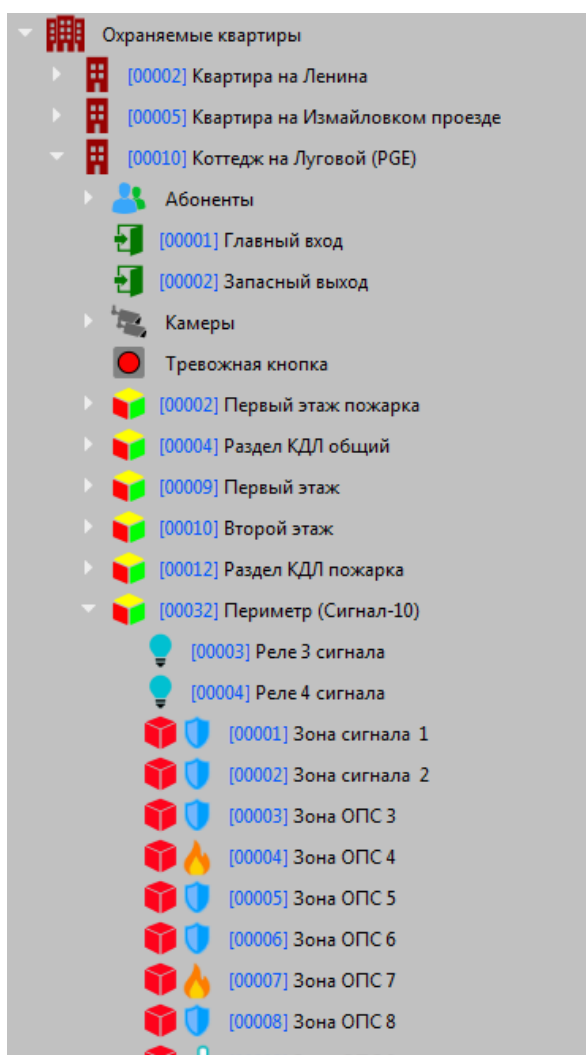 Охраняемые квартиры
[00002] Квартира на Ленина
[00005] Квартира на Измайловком проезде
[00010] Коттедж на Луговой (PGE)
Абоненты
[00001] Главный вход
[00002] Запасный выход
Камеры
Тревожная кнопка
[00002] Первый этаж пожарка
[00004] Раздел КДЛ общий
[00009] Первый этаж
[00010] Второй этаж
[00012] Раздел КДЛ пожарка
[00032] Периметр (Сигнал-10)
[00003] Реле 3 сигнала
[00004] Реле 4 сигнала
[00001] Зона сигнала 1
[00002] Зона сигнала 2
[00003] Зона ОПС 3
[00004] Зона ОПС 4
[00005] Зона ОПС 5
[00006] Зона ОПС 6
[00007] Зона ОПС 7
[00008] Зона ОПС 8